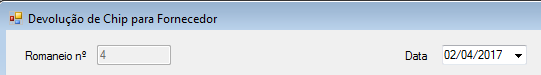 Devolução de Chip para Fornecedor
Romaneio nº 4 Data 02/04/2017